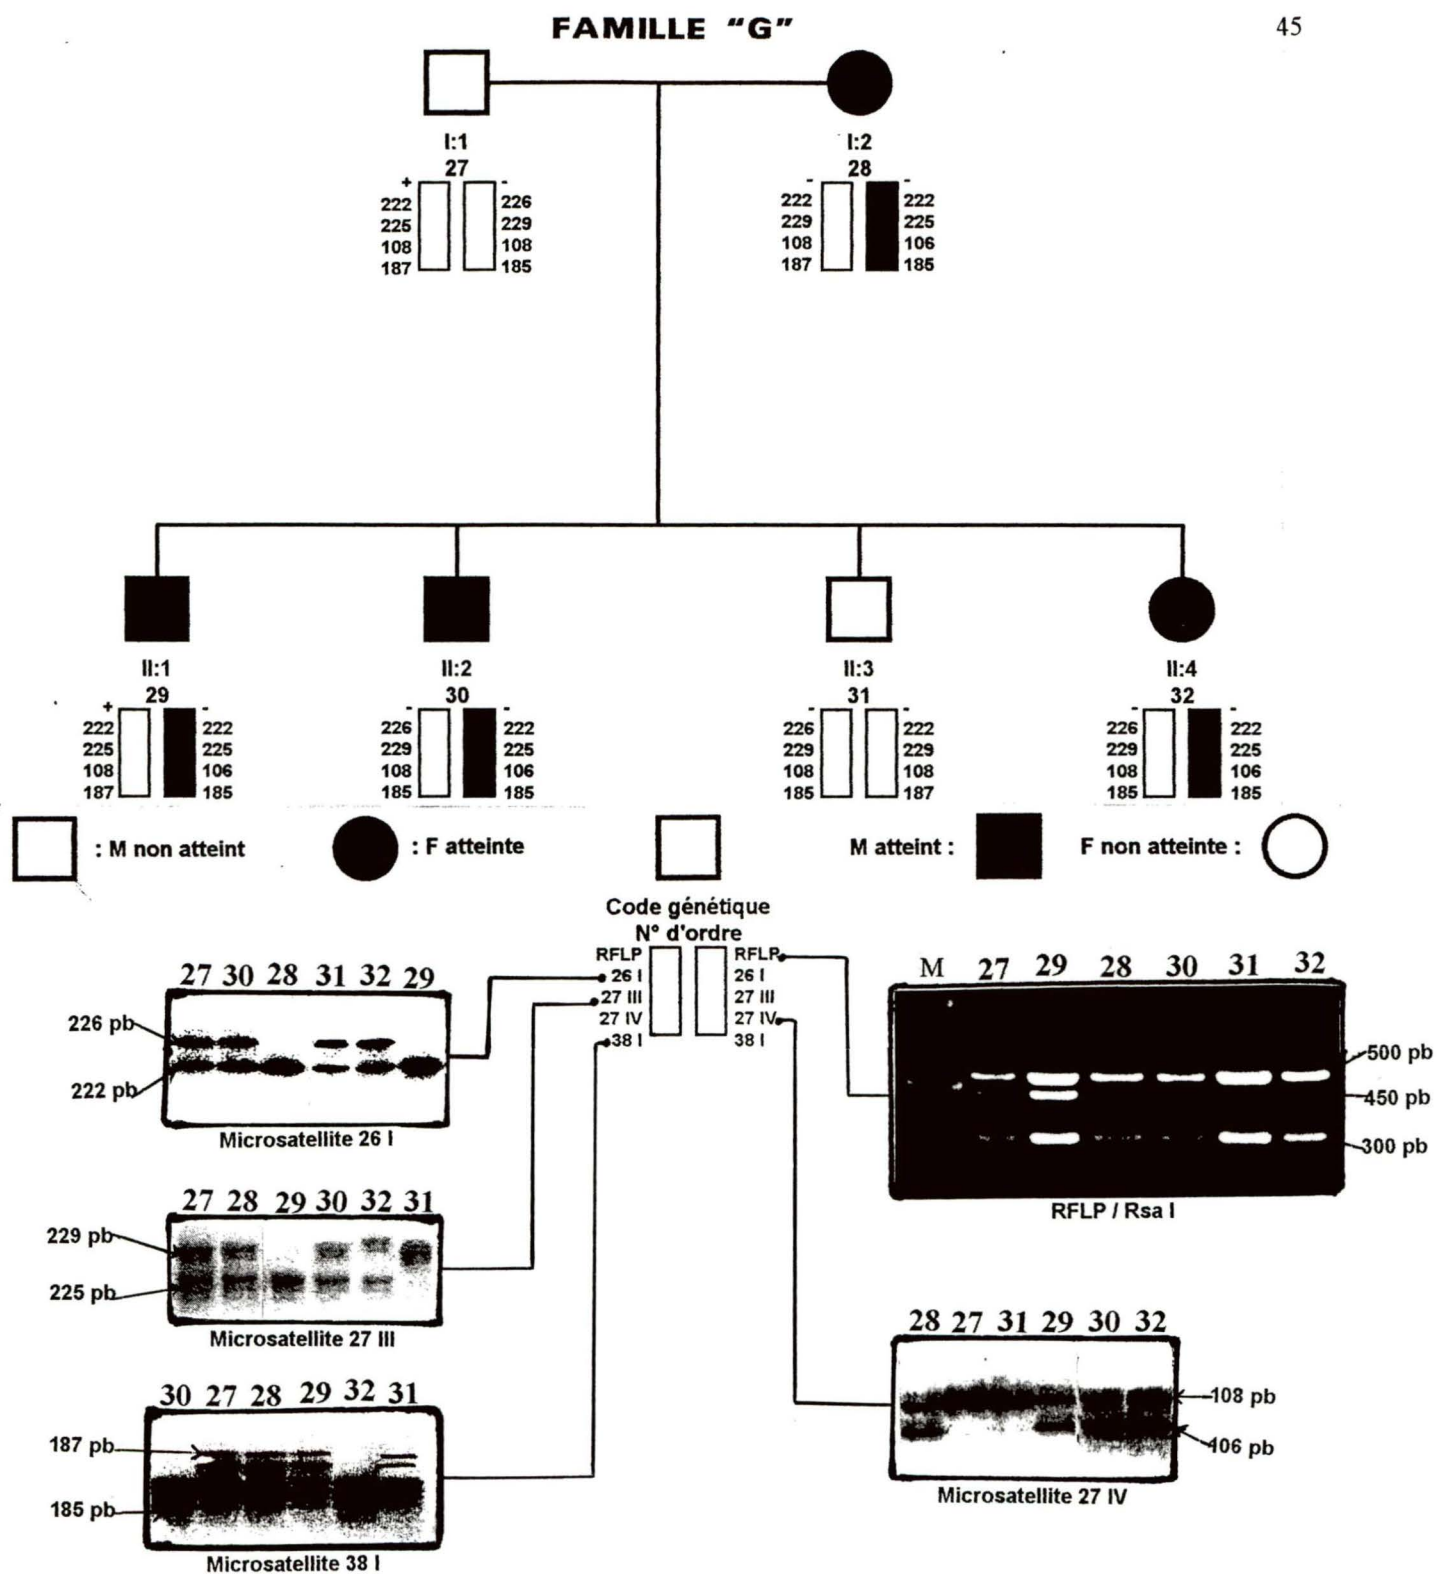 FAMILLE "G"
45
I:1
27
+ -
222 226
225 229
108 108
187 185
I:2
28
- -
222 222
229 225
108 106
187 185
II:1
29
+ -
222 222
225 225
108 106
187 185
II:2
30
- -
226 222
229 225
108 106
185 185
II:3
31
- -
226 222
229 229
108 108
185 187
II:4
32
- -
226 222
229 225
108 106
185 185
: M non atteint
: F atteinte
M atteint :
F non atteinte :
Code génétique
N° d'ordre
RFLP RFLP
26 I 26 I
27 III 27 III
27 IV 27 IV
38 I 38 I
27 30 28 31 32 29
226 pb
222 pb
Microsatellite 26 I
27 28 29 30 32 31
229 pb
225 pb
Microsatellite 27 III
30 27 28 29 32 31
187 pb
185 pb
Microsatellite 38 I
M 27 29 28 30 31 32
500 pb
450 pb
300 pb
RFLP / Rsa I
28 27 31 29 30 32
108 pb
106 pb
Microsatellite 27 IV